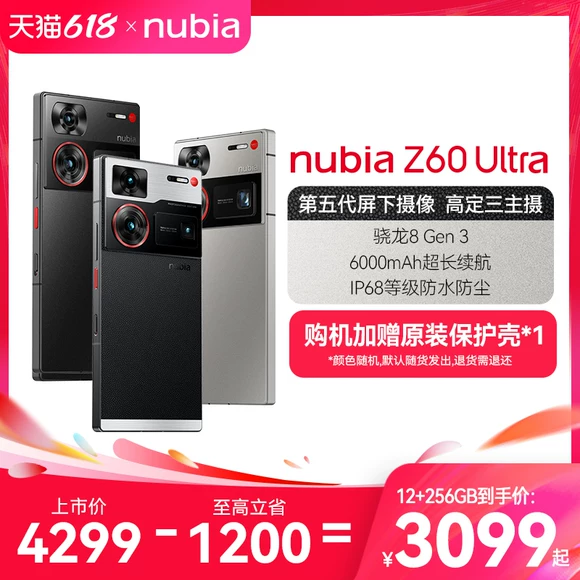 天猫618 × nubia
nubia
nubia
nubia
nubia Z60 Ultra
第五代屏下摄像 高定三主摄
骁龙8 Gen 3
6000mAh超长续航
IP68等级防水防尘
购机加赠原装保护壳*1
*颜色随机,默认随货发出,退货需退还
上市价
4299
-
至高立省
1200
=
12+256GB到手价:
¥3099起